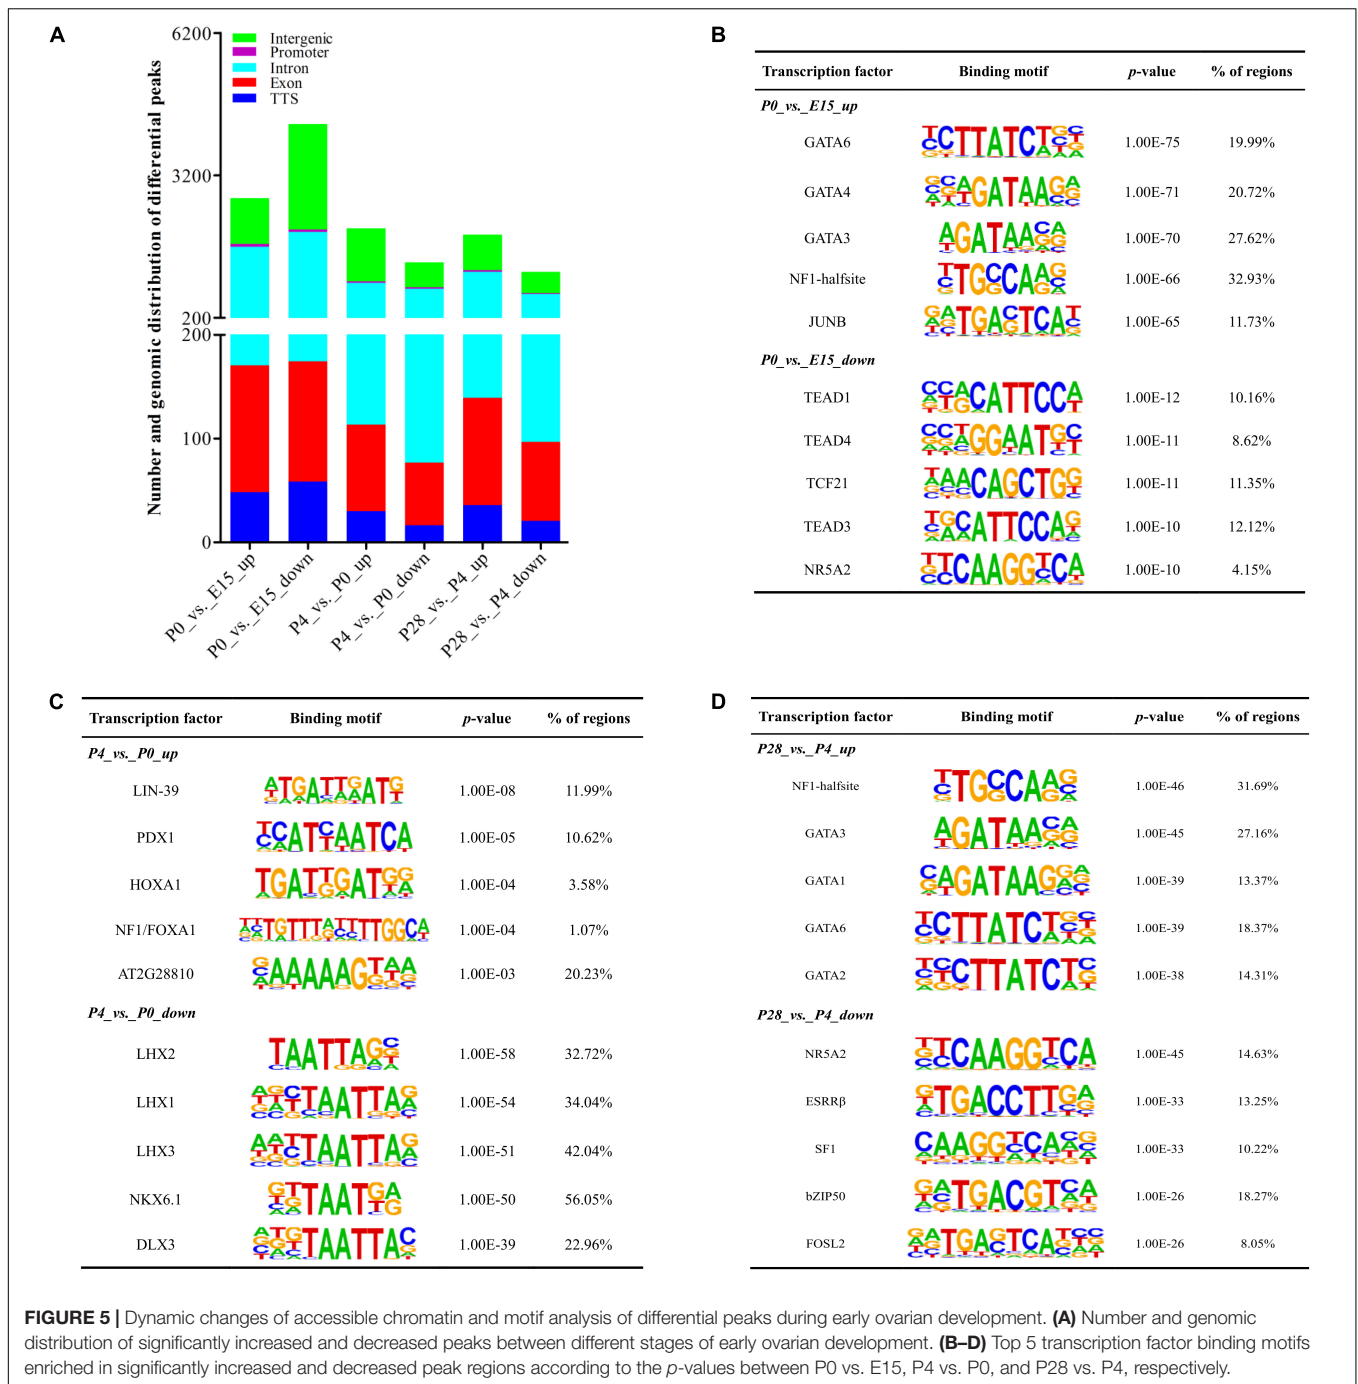 A
Number and genomic distribution of differential peaks
6200
3200
200
200
100
0
Intergenic
Promoter
Intron
Exon
TTS
P0_vs._E15_up
P0_vs._E15_down
P4_vs._P0_up
P4_vs._P0_down
P28_vs._P4_up
P28_vs._P4_down
B
Transcription factor Binding motif p-value % of regions
P0_vs._E15_up
GATA6 1.00E-75 19.99%
GATA4 1.00E-71 20.72%
GATA3 1.00E-70 27.62%
NF1-halfsite 1.00E-66 32.93%
JUNB 1.00E-65 11.73%
P0_vs._E15_down
TEAD1 1.00E-12 10.16%
TEAD4 1.00E-11 8.62%
TCF21 1.00E-11 11.35%
TEAD3 1.00E-10 12.12%
NR5A2 1.00E-10 4.15%
C
Transcription factor Binding motif p-value % of regions
P4_vs._P0_up
LIN-39 1.00E-08 11.99%
PDX1 1.00E-05 10.62%
HOXA1 1.00E-04 3.58%
NF1/FOXA1 1.00E-04 1.07%
AT2G28810 1.00E-03 20.23%
P4_vs._P0_down
LHX2 1.00E-58 32.72%
LHX1 1.00E-54 34.04%
LHX3 1.00E-51 42.04%
NKX6.1 1.00E-50 56.05%
DLX3 1.00E-39 22.96%
D
Transcription factor Binding motif p-value % of regions
P28_vs._P4_up
NF1-halfsite 1.00E-46 31.69%
GATA3 1.00E-45 27.16%
GATA1 1.00E-39 13.37%
GATA6 1.00E-39 18.37%
GATA2 1.00E-38 14.31%
P28_vs._P4_down
NR5A2 1.00E-45 14.63%
ESRRβ 1.00E-33 13.25%
SF1 1.00E-33 10.22%
bZIP50 1.00E-26 18.27%
FOSL2 1.00E-26 8.05%
FIGURE 5 | Dynamic changes of accessible chromatin and motif analysis of differential peaks during early ovarian development. (A) Number and genomic
distribution of significantly increased and decreased peaks between different stages of early ovarian development. (B–D) Top 5 transcription factor binding motifs
enriched in significantly increased and decreased peak regions according to the p-values between P0 vs. E15, P4 vs. P0, and P28 vs. P4, respectively.